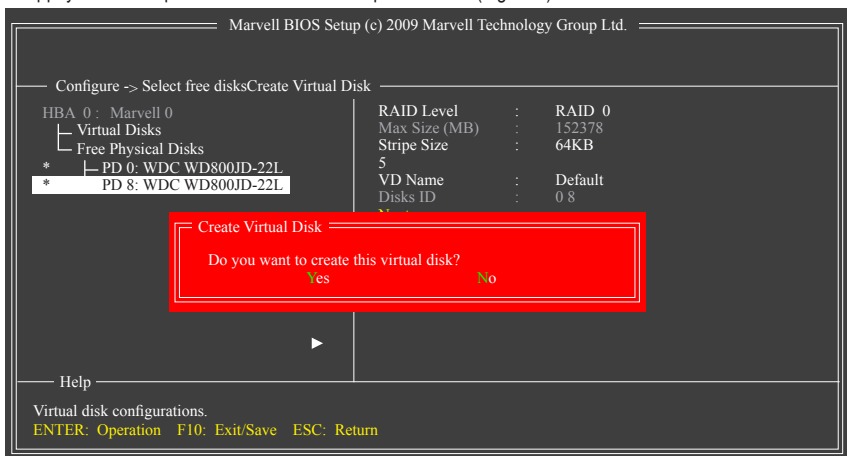 Marvell BIOS Setup (c) 2009 Marvell Technology Group Ltd.
Configure -> Select free disksCreate Virtual Disk
HBA 0 : Marvell 0
Virtual Disks
Free Physical Disks
* PD 0: WDC WD800JD-22L
* PD 8: WDC WD800JD-22L
RAID Level : RAID 0
Max Size (MB) : 152378
Stripe Size : 64KB
5
VD Name : Default
Disks ID : 0 8
Create Virtual Disk
Do you want to create this virtual disk?
Yes No
Help
Virtual disk configurations.
ENTER: Operation F10: Exit/Save ESC: Return